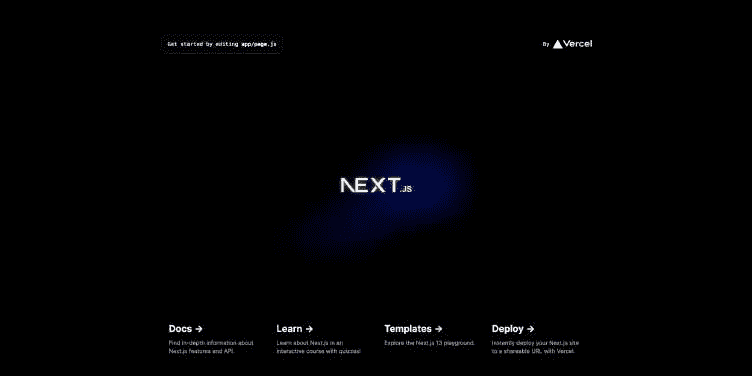 Get started by editing app/page.js
By Vercel
NEXT.JS
Docs →
Find in-depth information about
Next.js features and API.
Learn →
Learn about Next.js in an
interactive course with quizzes!
Templates →
Explore the Next.js 13 playground.
Deploy →
Instantly deploy your Next.js site
to a shareable URL with Vercel.